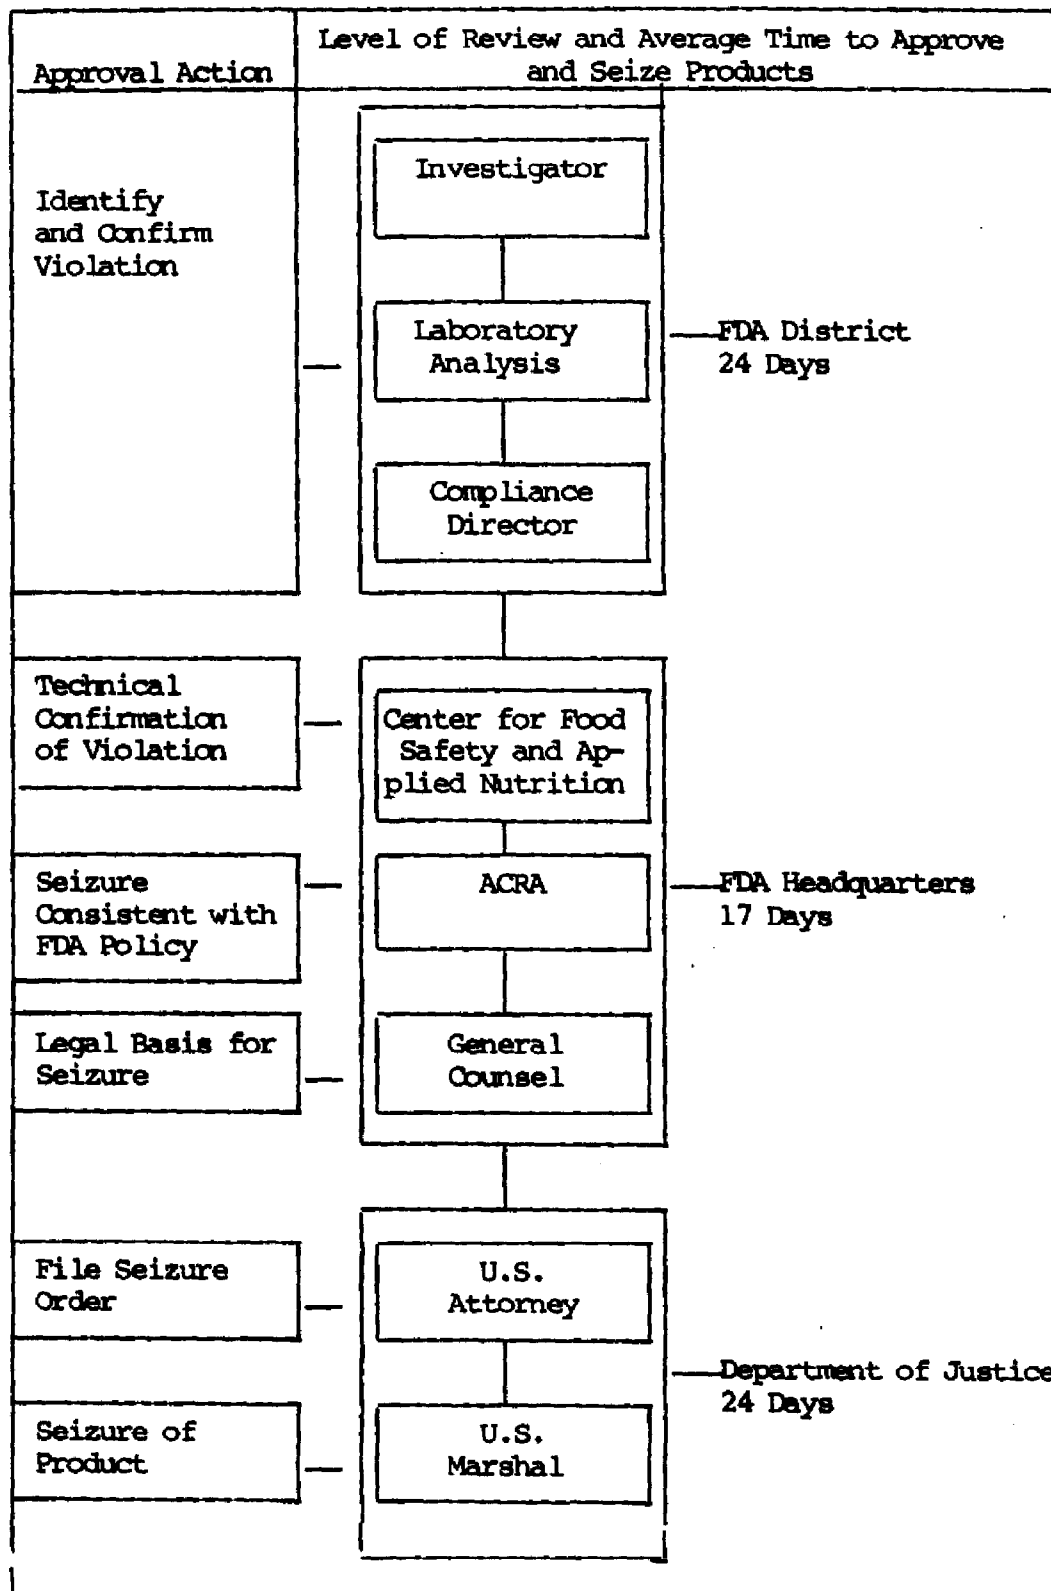 Level of Review and Average Time to Approve
Approval Action
and Seize Products
Identify
and Confirm
Violation
Investigator
Laboratory
Analysis
Compliance
Director
FDA District
24 Days
Technical
Confirmation
of Violation
Center for Food
Safety and Ap-
plied Nutrition
Seizure
Consistent with
FDA Policy
ACRA
FDA Headquarters
17 Days
Legal Basis for
Seizure
General
Counsel
File Seizure
Order
U.S.
Attorney
Seizure of
Product
U.S.
Marshal
Department of Justice
24 Days